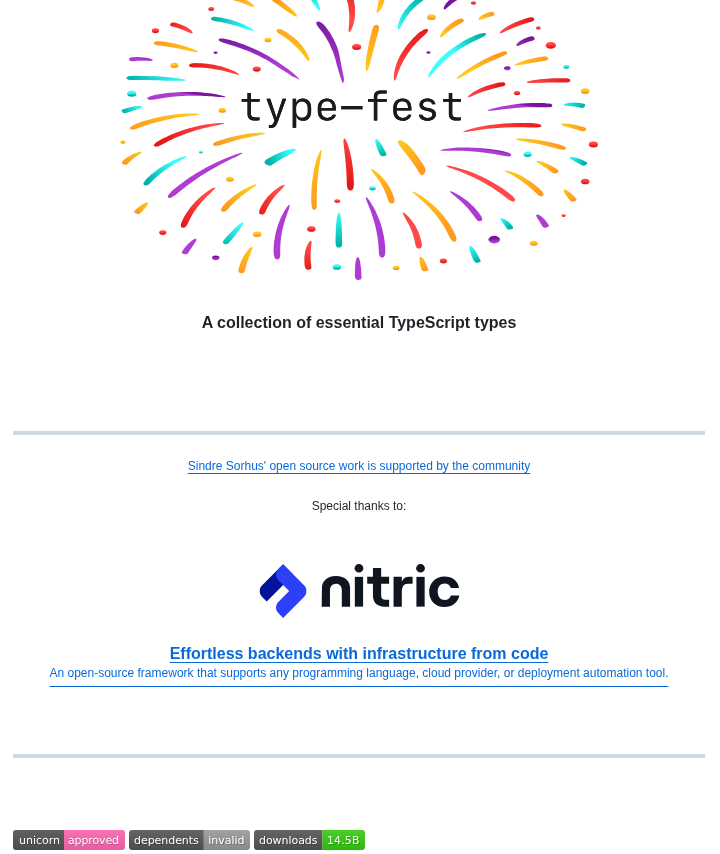 type-fest
A collection of essential TypeScript types
Sindre Sorhus' open source work is supported by the community
Special thanks to:
nitric
Effortless backends with infrastructure from code
An open-source framework that supports any programming language, cloud provider, or deployment automation tool.
unicorn approved dependents invalid downloads 14.5B